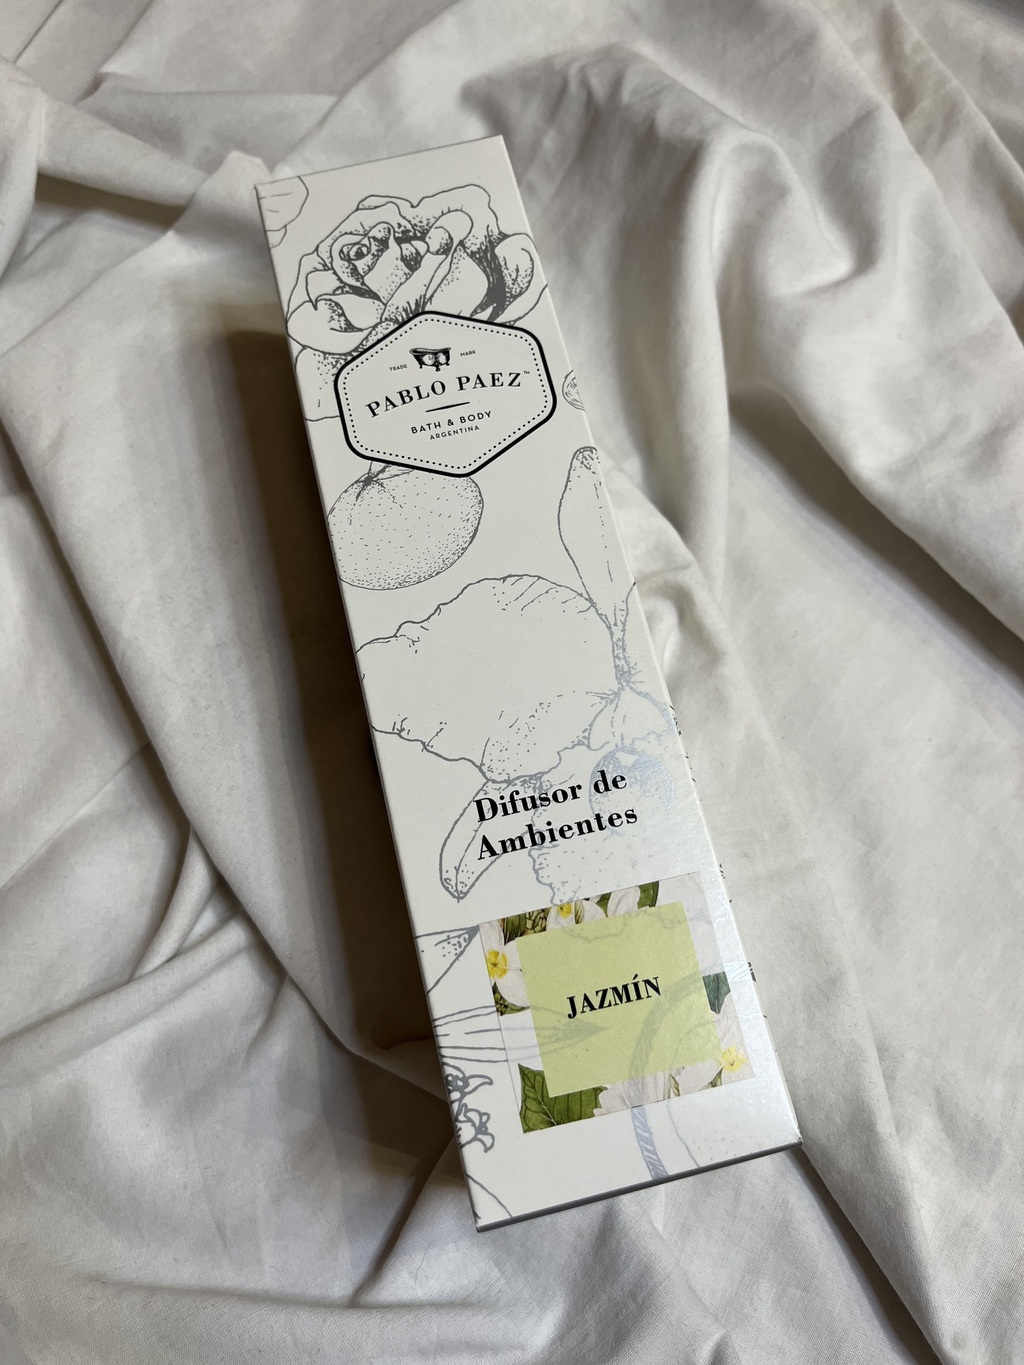 TRADE MARK
PABLO PAEZ™
BATH & BODY
ARGENTINA
Difusor de
Ambientes
JAZMÍN